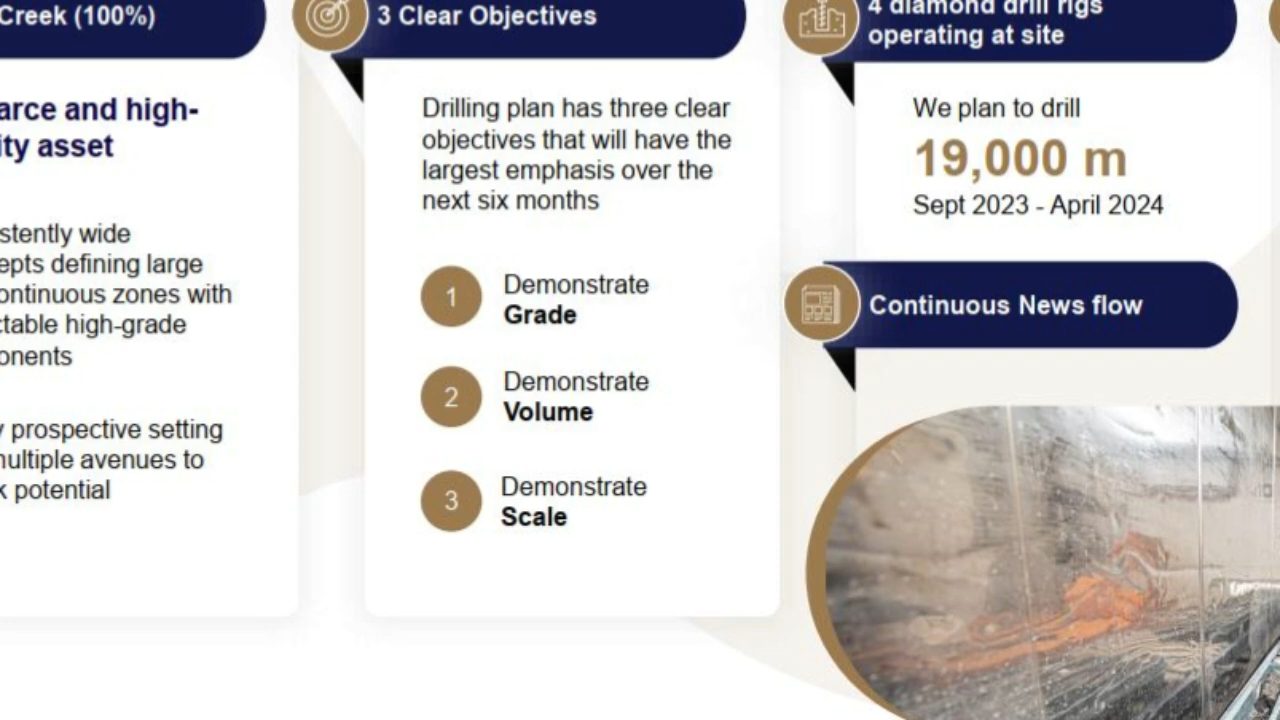 Creek (100%)
arce and high-
ity asset
stently wide
epts defining large
ontinuous zones with
ctable high-grade
onents
y prospective setting
multiple avenues to
k potential
3 Clear Objectives
Drilling plan has three clear
objectives that will have the
largest emphasis over the
next six months
1
Demonstrate
Grade
2
Demonstrate
Volume
3
Demonstrate
Scale
4 diamond drill rigs
operating at site
We plan to drill
19,000 m
Sept 2023 - April 2024
Continuous News flow